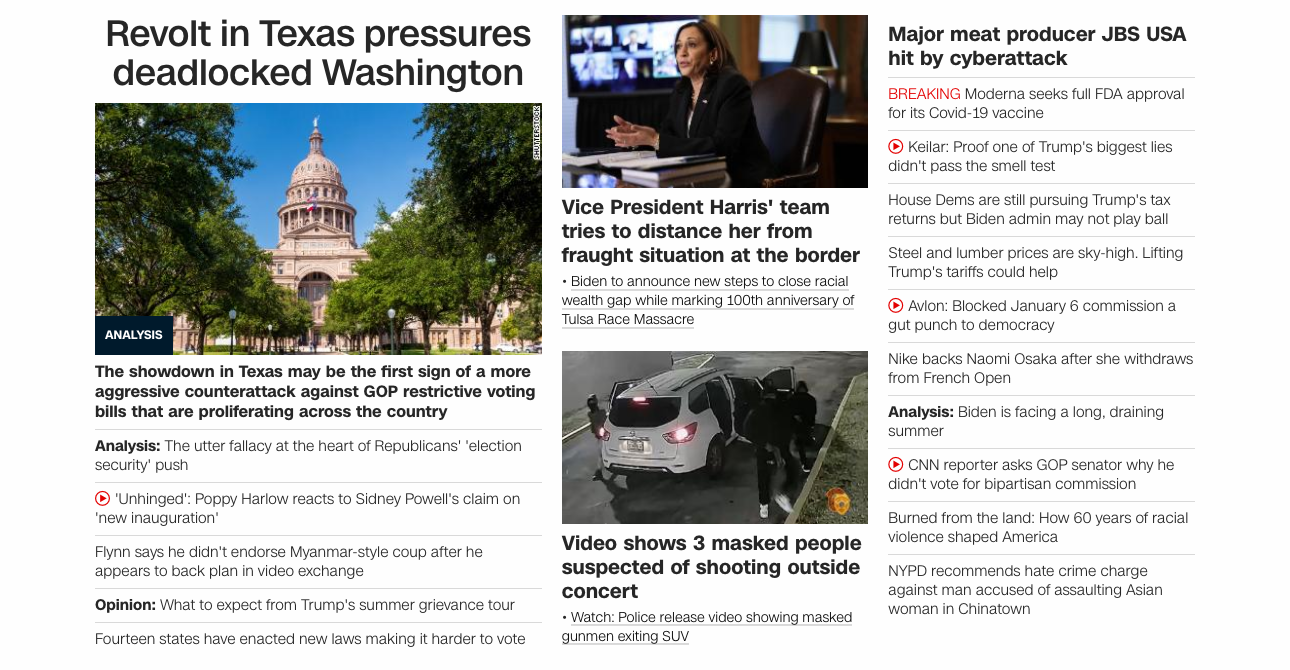 Revolt in Texas pressures
deadlocked Washington
SHUTTERSTOCK
ANALYSIS
The showdown in Texas may be the first sign of a more
aggressive counterattack against GOP restrictive voting
bills that are proliferating across the country
Analysis: The utter fallacy at the heart of Republicans' 'election
security' push
'Unhinged': Poppy Harlow reacts to Sidney Powell's claim on
'new inauguration'
Flynn says he didn't endorse Myanmar-style coup after he
appears to back plan in video exchange
Opinion: What to expect from Trump's summer grievance tour
Fourteen states have enacted new laws making it harder to vote
Vice President Harris' team
tries to distance her from
fraught situation at the border
• Biden to announce new steps to close racial
wealth gap while marking 100th anniversary of
Tulsa Race Massacre
Video shows 3 masked people
suspected of shooting outside
concert
• Watch: Police release video showing masked
gunmen exiting SUV
Major meat producer JBS USA
hit by cyberattack
BREAKING Moderna seeks full FDA approval
for its Covid-19 vaccine
Keilar: Proof one of Trump's biggest lies
didn't pass the smell test
House Dems are still pursuing Trump's tax
returns but Biden admin may not play ball
Steel and lumber prices are sky-high. Lifting
Trump's tariffs could help
Avlon: Blocked January 6 commission a
gut punch to democracy
Nike backs Naomi Osaka after she withdraws
from French Open
Analysis: Biden is facing a long, draining
summer
CNN reporter asks GOP senator why he
didn't vote for bipartisan commission
Burned from the land: How 60 years of racial
violence shaped America
NYPD recommends hate crime charge
against man accused of assaulting Asian
woman in Chinatown